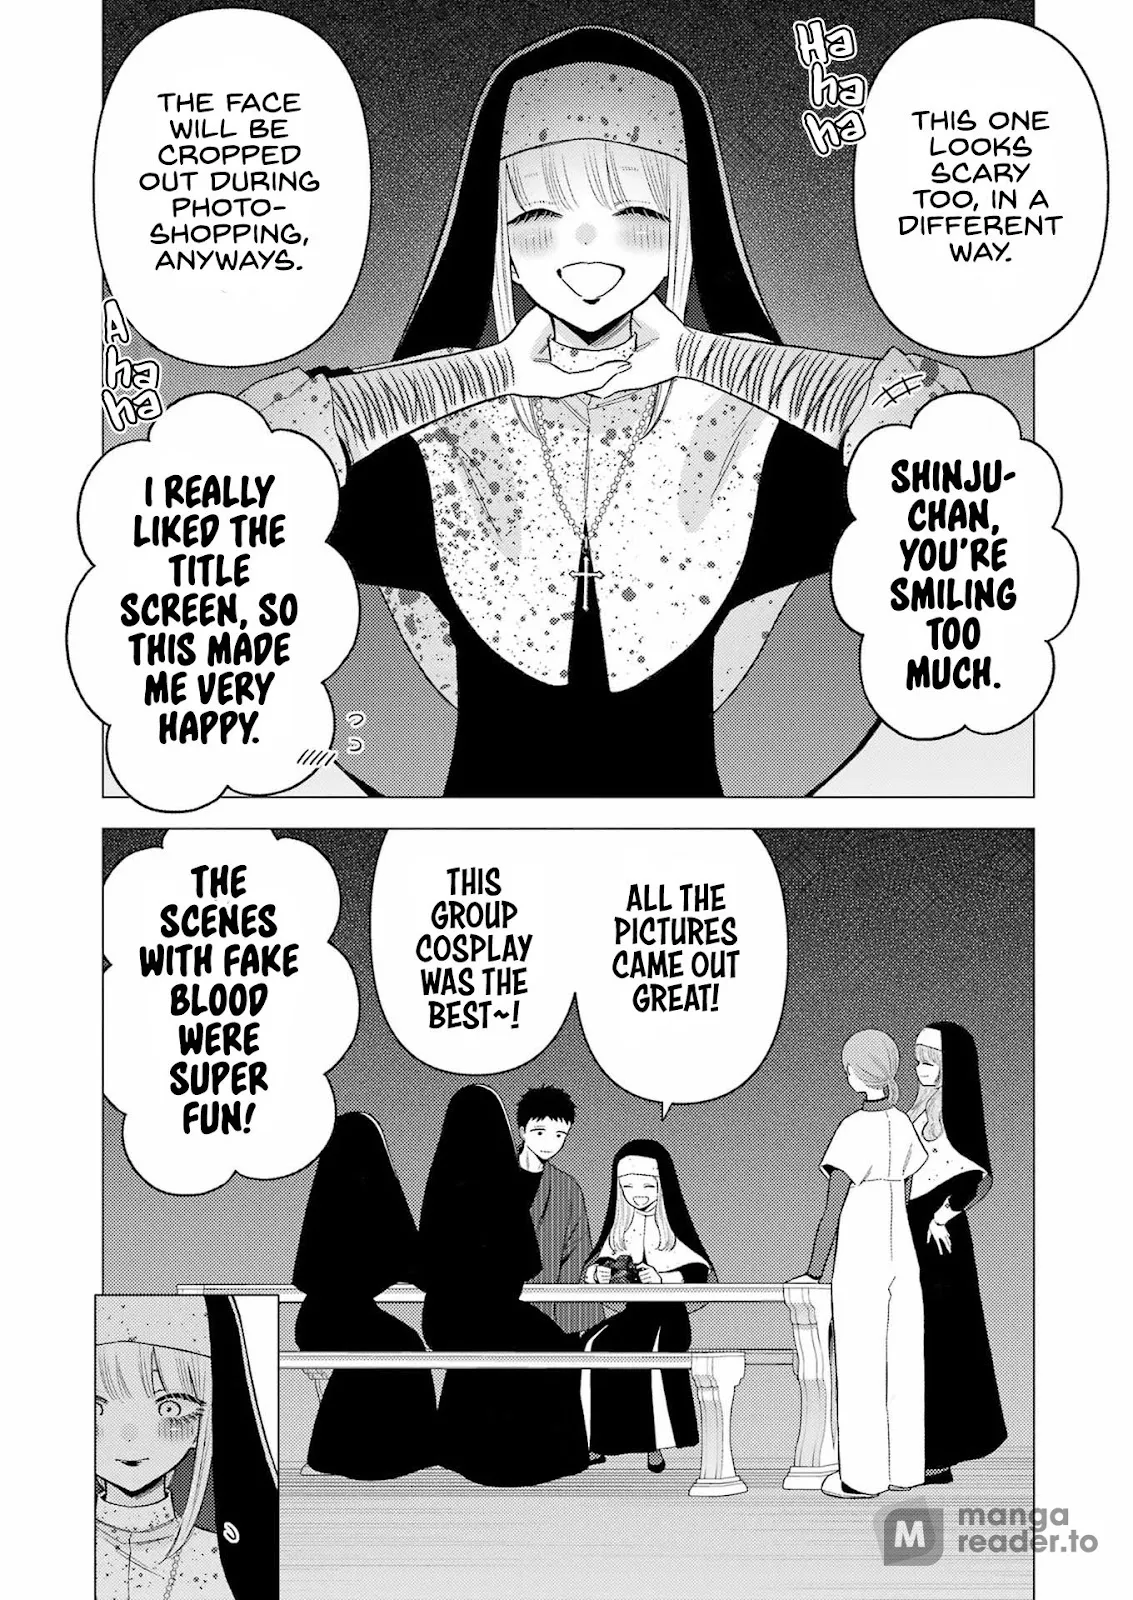 Ha
ha
ha
THIS ONE
LOOKS
SCARY
TOO, IN A
DIFFERENT
WAY.
THE FACE
WILL BE
CROPPED
OUT DURING
PHOTO-
SHOPPING,
ANYWAYS.
A
ha
ha
SHINJU-
CHAN,
YOU'RE
SMILING
TOO
MUCH.
I REALLY
LIKED THE
TITLE
SCREEN, SO
THIS MADE
ME VERY
HAPPY.
ALL THE
PICTURES
CAME OUT
GREAT!
THIS
GROUP
COSPLAY
WAS THE
BEST~!
THE
SCENES
WITH FAKE
BLOOD
WERE
SUPER
FUN!
M manga
reader.to